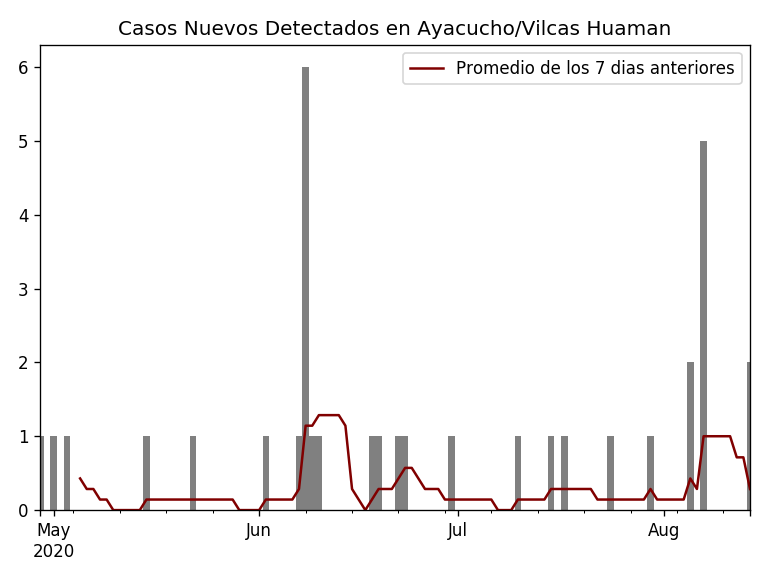 Casos Nuevos Detectados en Ayacucho/Vilcas Huaman
Promedio de los 7 dias anteriores
6
5
4
3
2
1
0
May Jun Jul Aug
2020